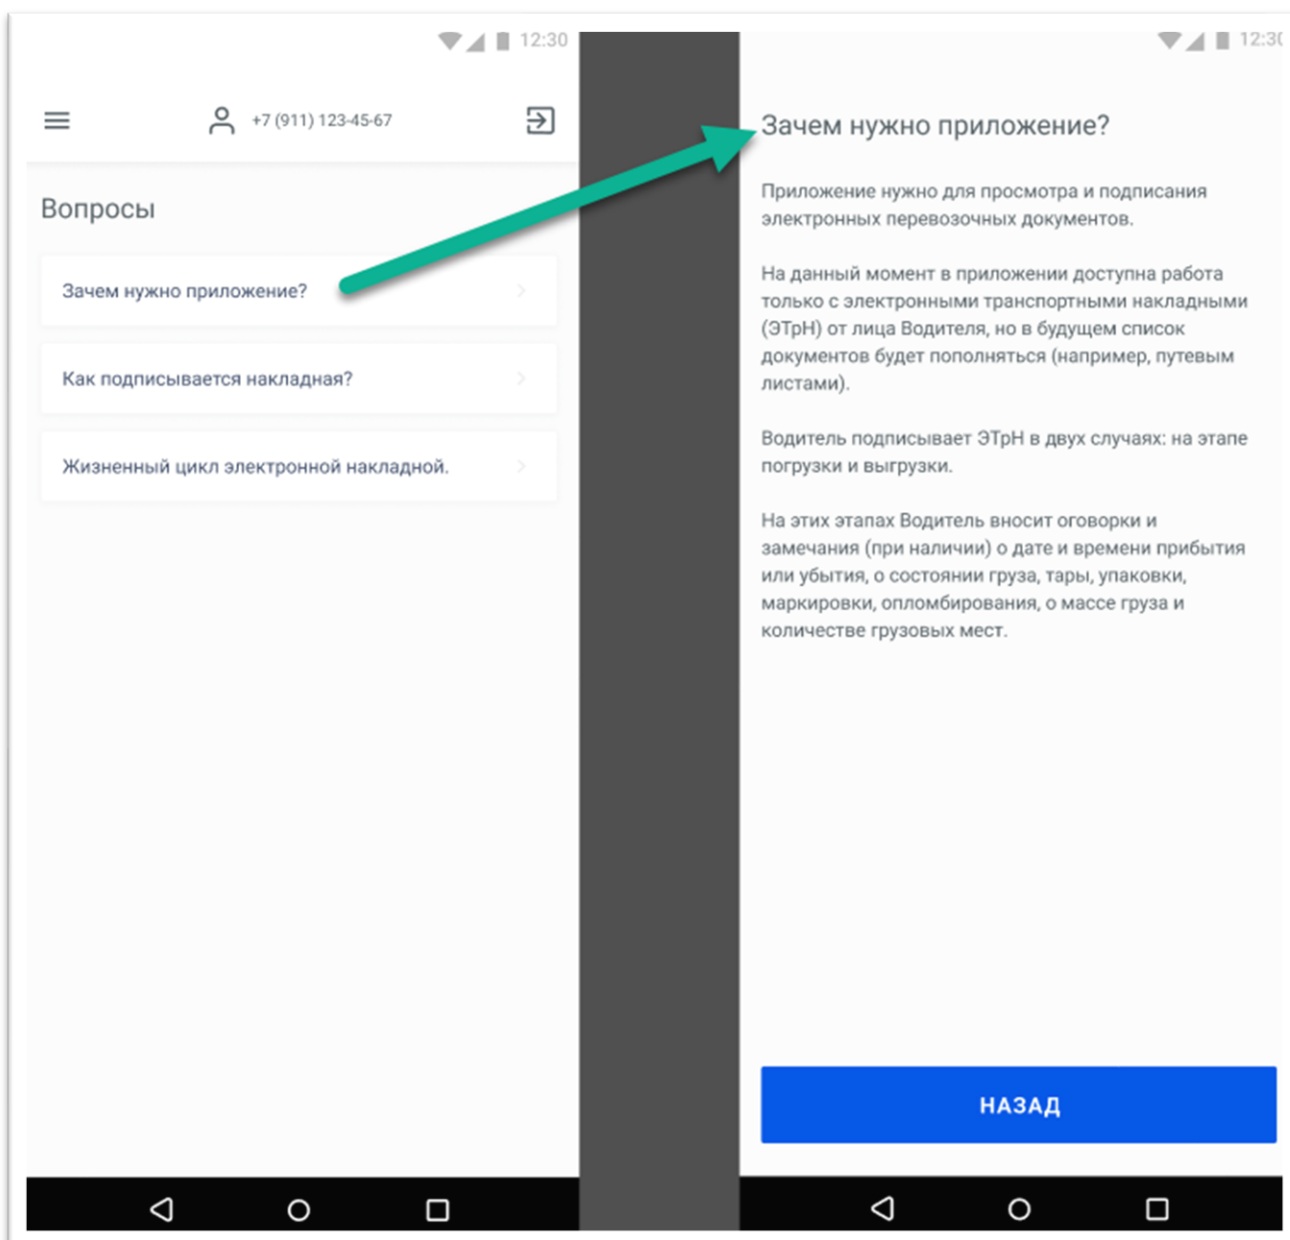 12:30
+7 (911) 123-45-67
Вопросы
Зачем нужно приложение?
Как подписывается накладная?
Жизненный цикл электронной накладной.
12:30
Зачем нужно приложение?
Приложение нужно для просмотра и подписания
электронных перевозочных документов.
На данный момент в приложении доступна работа
только с электронными транспортными накладными
(ЭТрН) от лица Водителя, но в будущем список
документов будет пополняться (например, путевым
листами).
Водитель подписывает ЭТрН в двух случаях: на этапе
погрузки и выгрузки.
На этих этапах Водитель вносит оговорки и
замечания (при наличии) о дате и времени прибытия
или убытия, о состоянии груза, тары, упаковки,
маркировки, опломбирования, о массе груза и
количестве грузовых мест.
НАЗАД